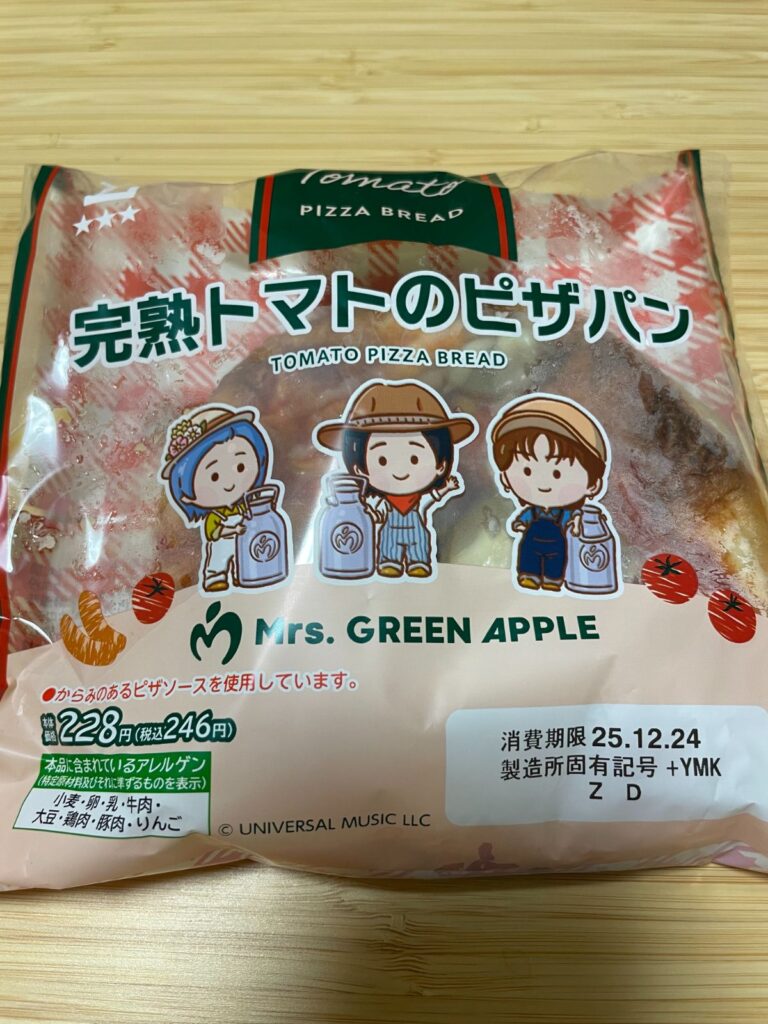 Tomato
PIZZA BREAD
完熟トマトのピザパン
TOMATO PIZZA BREAD
Mrs. GREEN APPLE
●からみのあるピザソースを使用しています。
本体価格228円(税込246円)
本品に含まれているアレルゲン
(特定原材料及びそれに準ずるものを表示)
小麦・卵・乳・牛肉・
大豆・鶏肉・豚肉・りんご
© UNIVERSAL MUSIC LLC
消費期限 25.12.24
製造所固有記号 +YMK
Z D